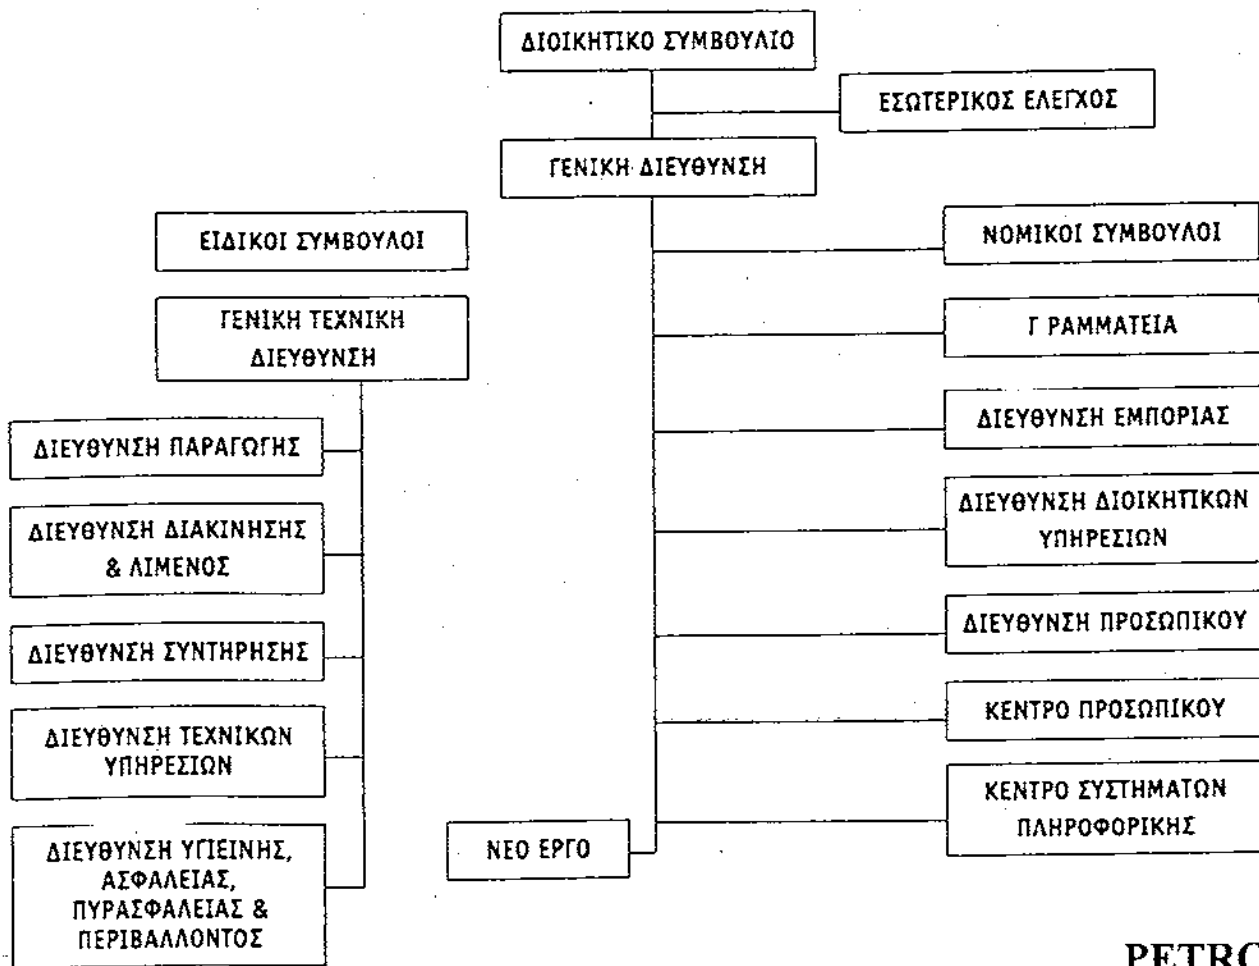 ΔΙΟΙΚΗΤΙΚΟ ΣΥΜΒΟΥΛΙΟ
ΕΣΩΤΕΡΙΚΟΣ ΕΛΕΓΧΟΣ
ΓΕΝΙΚΗ ΔΙΕΥΘΥΝΣΗ
ΕΙΔΙΚΟΙ ΣΥΜΒΟΥΛΟΙ
ΓΕΝΙΚΗ ΤΕΧΝΙΚΗ
ΔΙΕΥΘΥΝΣΗ
ΔΙΕΥΘΥΝΣΗ ΠΑΡΑΓΩΓΗΣ
ΔΙΕΥΘΥΝΣΗ ΔΙΑΚΙΝΗΣΗΣ
& ΛΙΜΕΝΟΣ
ΔΙΕΥΘΥΝΣΗ ΣΥΝΤΗΡΗΣΗΣ
ΔΙΕΥΘΥΝΣΗ ΤΕΧΝΙΚΩΝ
ΥΠΗΡΕΣΙΩΝ
ΔΙΕΥΘΥΝΣΗ ΥΓΙΕΙΝΗΣ,
ΑΣΦΑΛΕΙΑΣ,
ΠΥΡΑΣΦΑΛΕΙΑΣ &
ΠΕΡΙΒΑΛΛΟΝΤΟΣ
ΝΟΜΙΚΟΙ ΣΥΜΒΟΥΛΟΙ
Γ ΡΑΜΜΑΤΕΙΑ
ΔΙΕΥΘΥΝΣΗ ΕΜΠΟΡΙΑΣ
ΔΙΕΥΘΥΝΣΗ ΔΙΟΙΚΗΤΙΚΩΝ
ΥΠΗΡΕΣΙΩΝ
ΔΙΕΥΘΥΝΣΗ ΠΡΟΣΩΠΙΚΟΥ
ΚΕΝΤΡΟ ΠΡΟΣΩΠΙΚΟΥ
ΚΕΝΤΡΟ ΣΥΣΤΗΜΑΤΩΝ
ΠΛΗΡΟΦΟΡΙΚΗΣ
ΝΕΟ ΕΡΓΟ